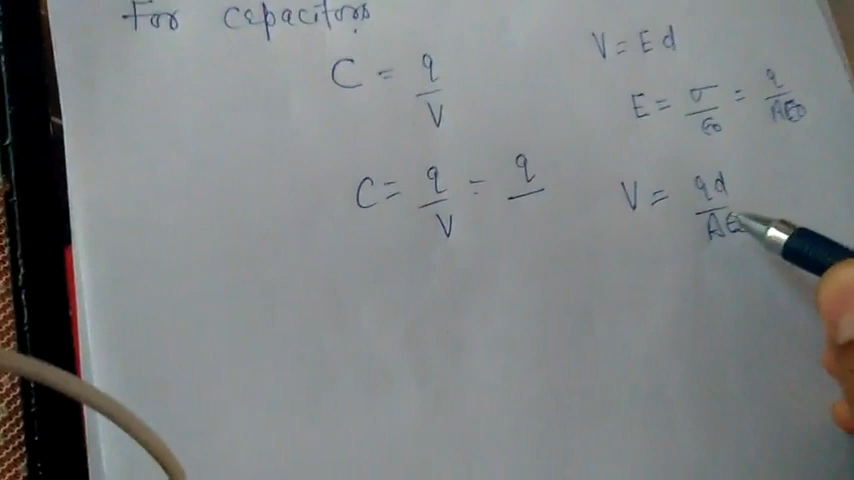 For capacitors
C = q/V
V = Ed
E = σ/ε0 = q/Aε0
C = q/V = q/
V = qd/Aε0